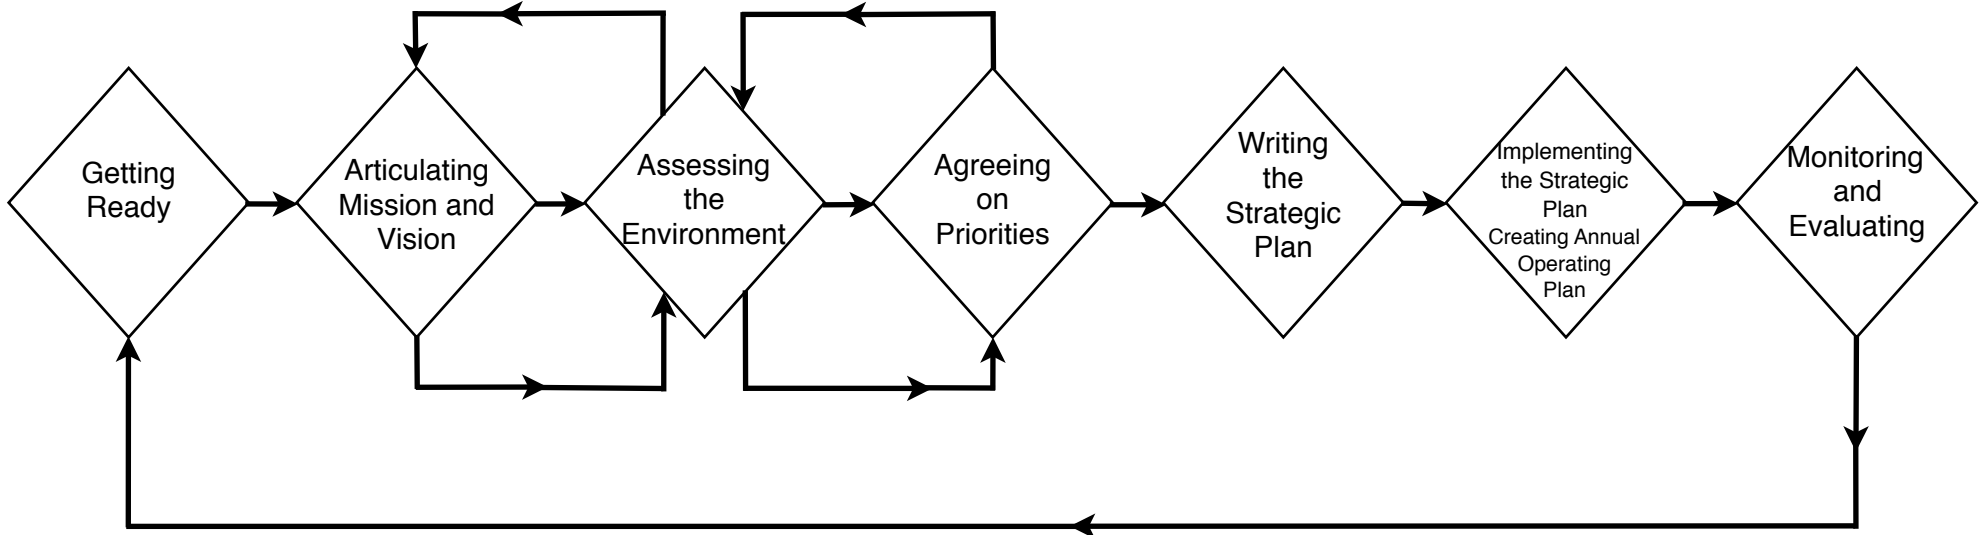 Getting
Ready
Articulating
Mission and
Vision
Assessing
the
Environment
Agreeing
on
Priorities
Writing
the
Strategic
Plan
Implementing
the Strategic
Plan
Creating Annual
Operating
Plan
Monitoring
and
Evaluating